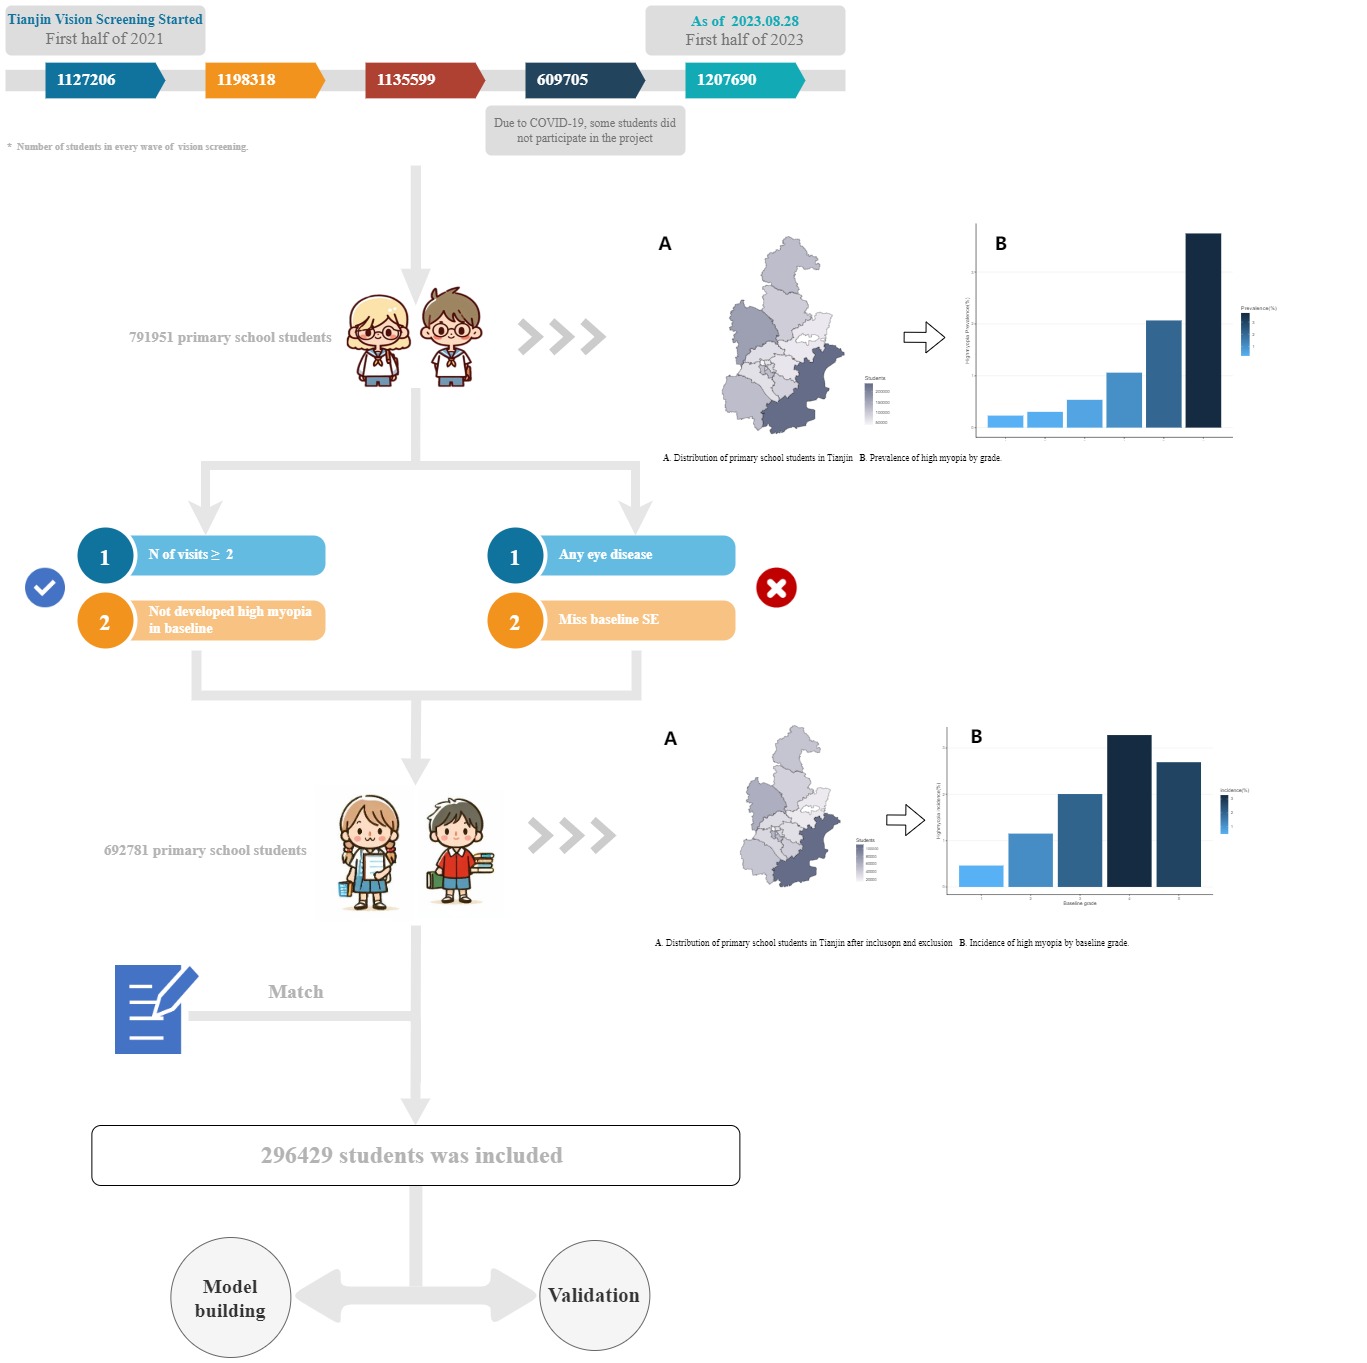 Tianjin Vision Screening Started
First half of 2021
As of 2023.08.28
First half of 2023
1127206
1198318
1135599
609705
1207690
Due to COVID-19, some students did
not participate in the project
* Number of students in every wave of vision screening.
791951 primary school students
A
Students
B
High myopia Prevalence(%)
Prevalence(%)
A. Distribution of primary school students in Tianjin B. Prevalence of high myopia by grade.
1
N of visits ≥ 2
2
Not developed high myopia
in baseline
1
Any eye disease
2
Miss baseline SE
692781 primary school students
A
Students
B
High myopia Incidence(%)
Baseline grade
Incidence(%)
A. Distribution of primary school students in Tianjin after inclusopn and exclusion B. Incidence of high myopia by baseline grade.
Match
296429 students was included
Model
building
Validation